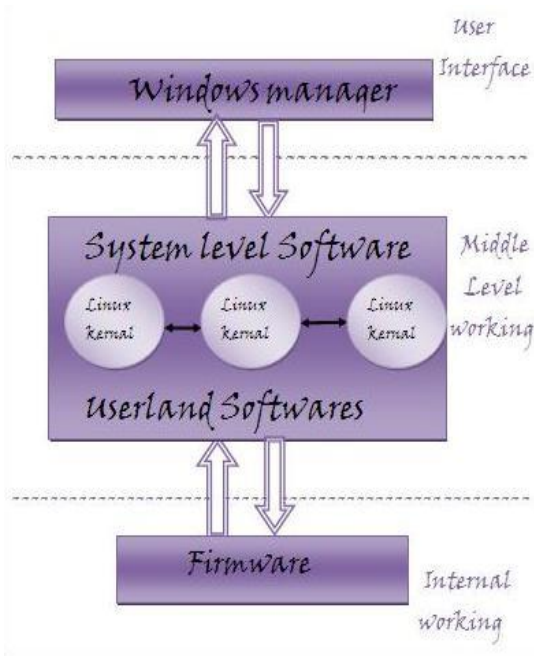 User
Interface
Windows manager
System level Software
Middle
Level
working
Linux
kernal
Linux
kernal
Linux
kernal
Userland Softwares
Firmware
Internal
working